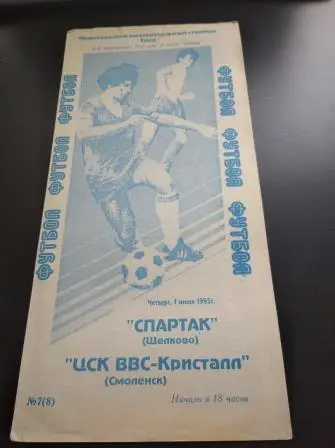 ФУТБОЛ ФУТБОЛ
ФУТБОЛ ФУТБОЛ
Четверг. 1 июня 1995г.
"СПАРТАК"
(Щелково)
"ЦСК ВВС-Кристалл"
(Смоленск)
№7(8)
Начало в 18 часов